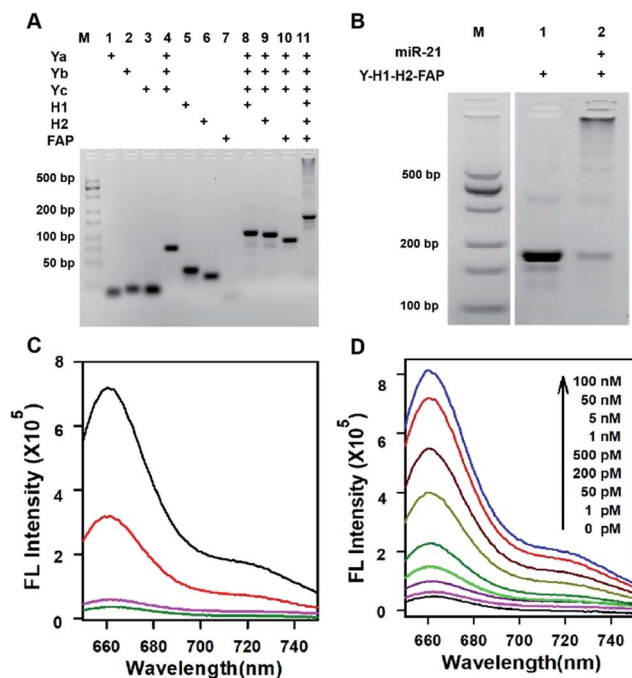 A
M 1 2 3 4 5 6 7 8 9 10 11
Ya + + + + + +
Yb + + + + + +
Yc + + + + + +
H1 + + +
H2 + + +
FAP + + +
500 bp
200 bp
100 bp
50 bp
B
M 1 2
miR-21 +
Y-H1-H2-FAP + +
500 bp
200 bp
100 bp
C
FL Intensity (X10⁵)
8
6
4
2
0
660 680 700 720 740
Wavelength(nm)
D
FL Intensity (X10⁵)
8
6
4
2
0
100 nM
50 nM
5 nM
1 nM
500 pM
200 pM
50 pM
1 pM
0 pM
660 680 700 720 740
Wavelength(nm)